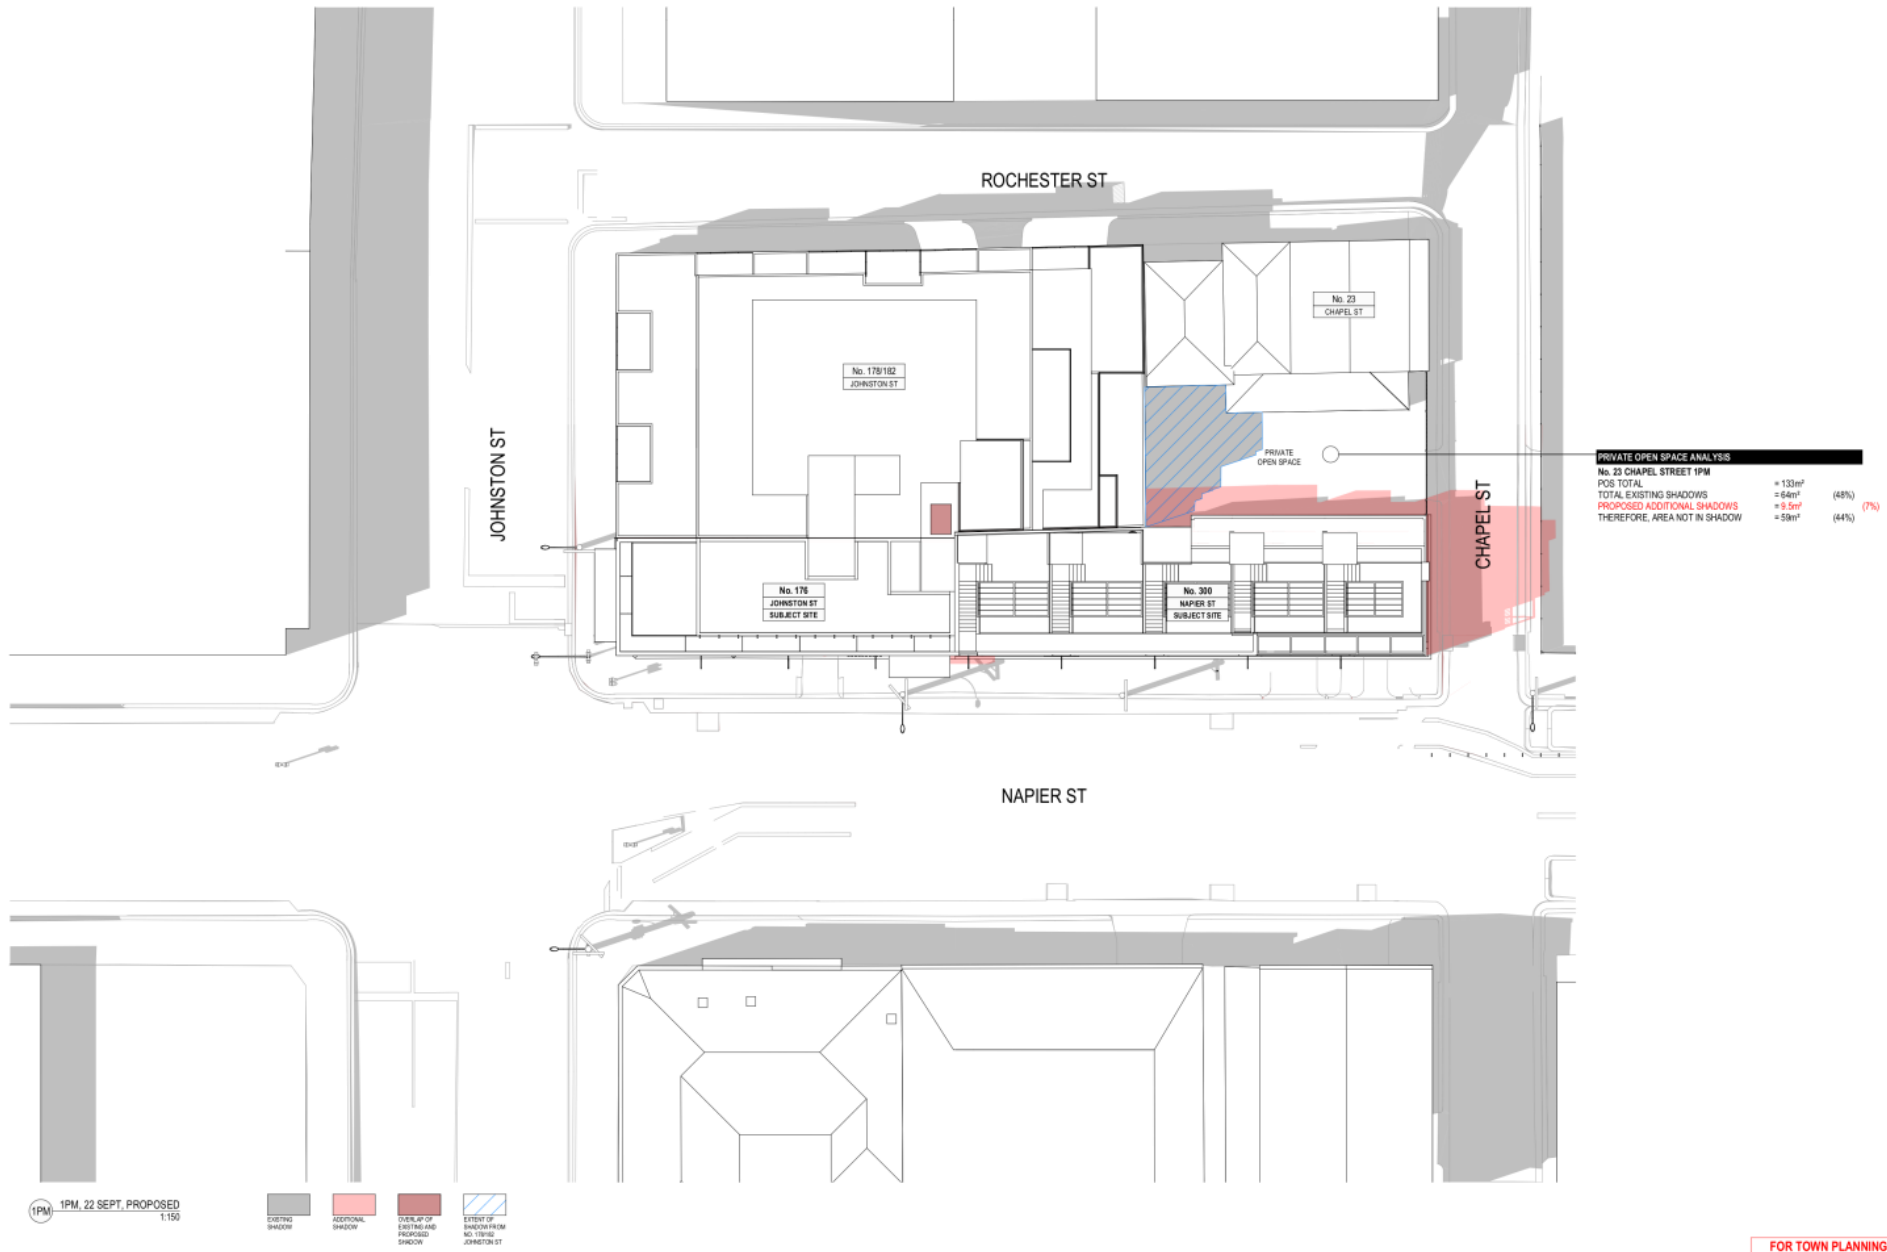 ROCHESTER ST
No. 23
CHAPEL ST
No. 178/182
JOHNSTON ST
JOHNSTON ST
PRIVATE
OPEN SPACE
CHAPEL ST
PRIVATE OPEN SPACE ANALYSIS
No. 23 CHAPEL STREET 1PM
POS TOTAL = 133m²
TOTAL EXISTING SHADOWS = 64m² (48%)
PROPOSED ADDITIONAL SHADOWS = 9.5m² (7%)
THEREFORE, AREA NOT IN SHADOW = 59m² (44%)
No. 176
JOHNSTON ST
SUBJECT SITE
No. 300
NAPIER ST
SUBJECT SITE
NAPIER ST
1PM
1PM, 22 SEPT, PROPOSED
1:150
EXISTING
SHADOW
ADDITIONAL
SHADOW
OVERLAP OF
EXISTING AND
PROPOSED
SHADOW
EXTENT OF
SHADOW FROM
NO. 178/182
JOHNSTON ST
FOR TOWN PLANNING